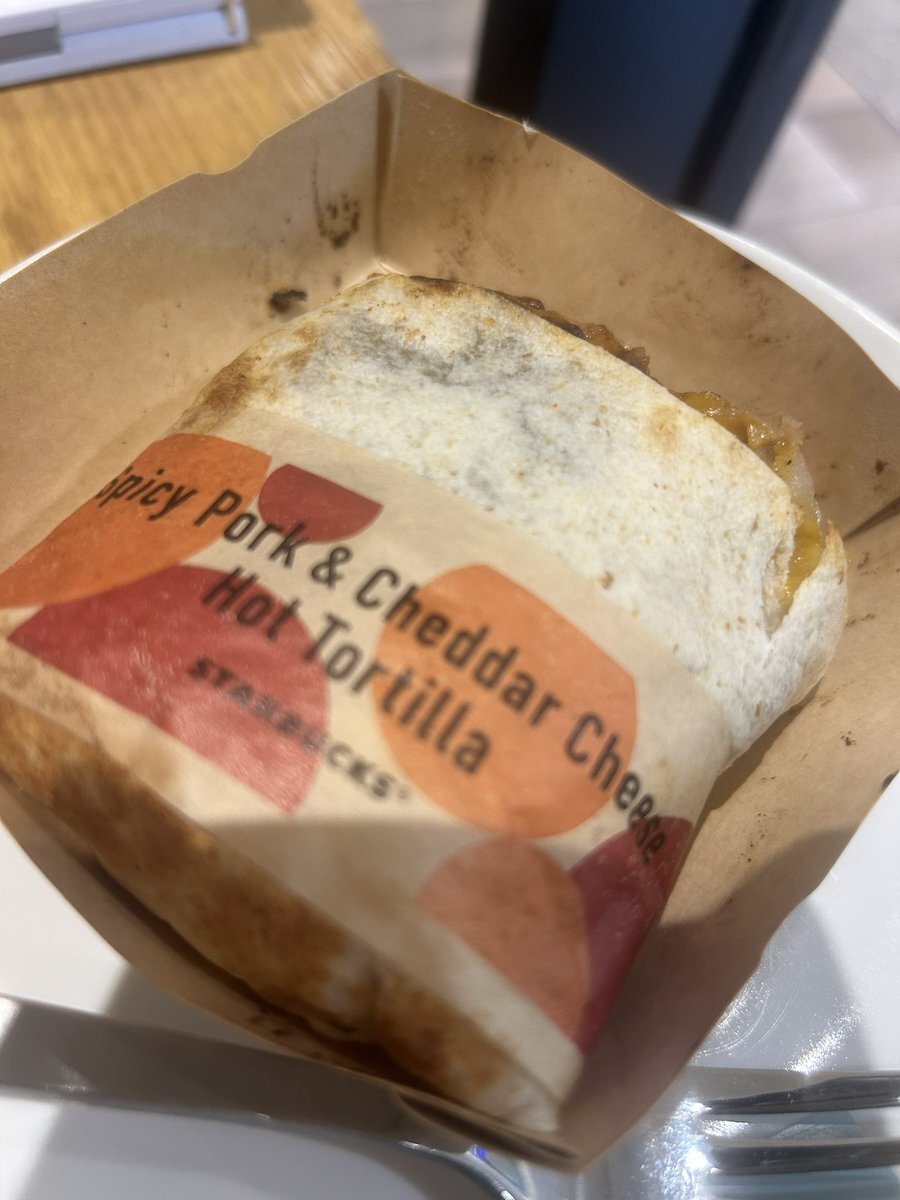 Spicy Pork & Cheddar Cheese
Hot Tortilla
STARBUCKS®